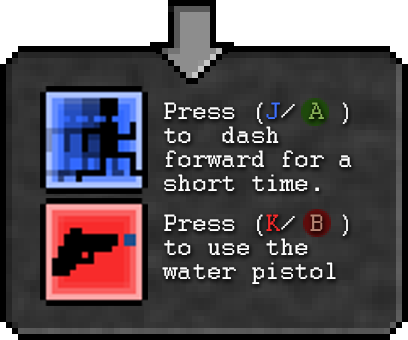 Press (J/ A )
to dash
forward for a
short time.
Press (K/ B )
to use the
water pistol